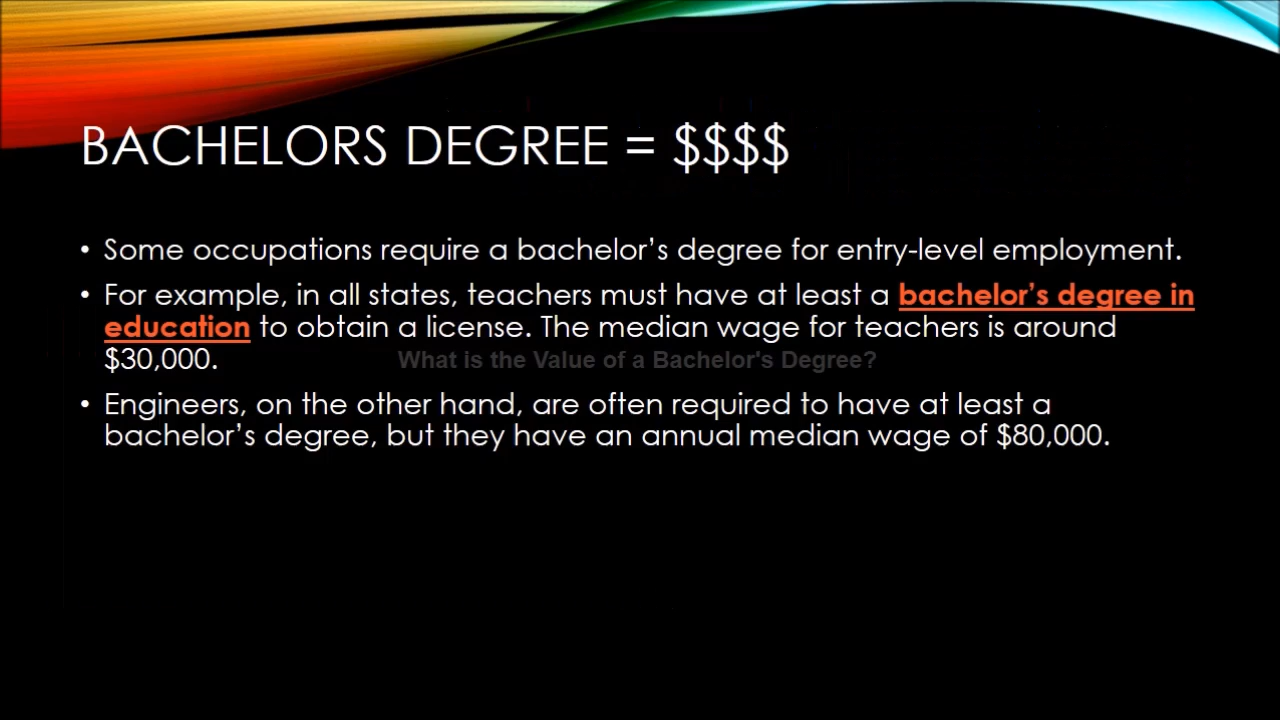 BACHELORS DEGREE = $$$$
• Some occupations require a bachelor’s degree for entry-level employment.
• For example, in all states, teachers must have at least a bachelor’s degree in
education to obtain a license. The median wage for teachers is around
$30,000.
What is the Value of a Bachelor's Degree?
• Engineers, on the other hand, are often required to have at least a
bachelor’s degree, but they have an annual median wage of $80,000.